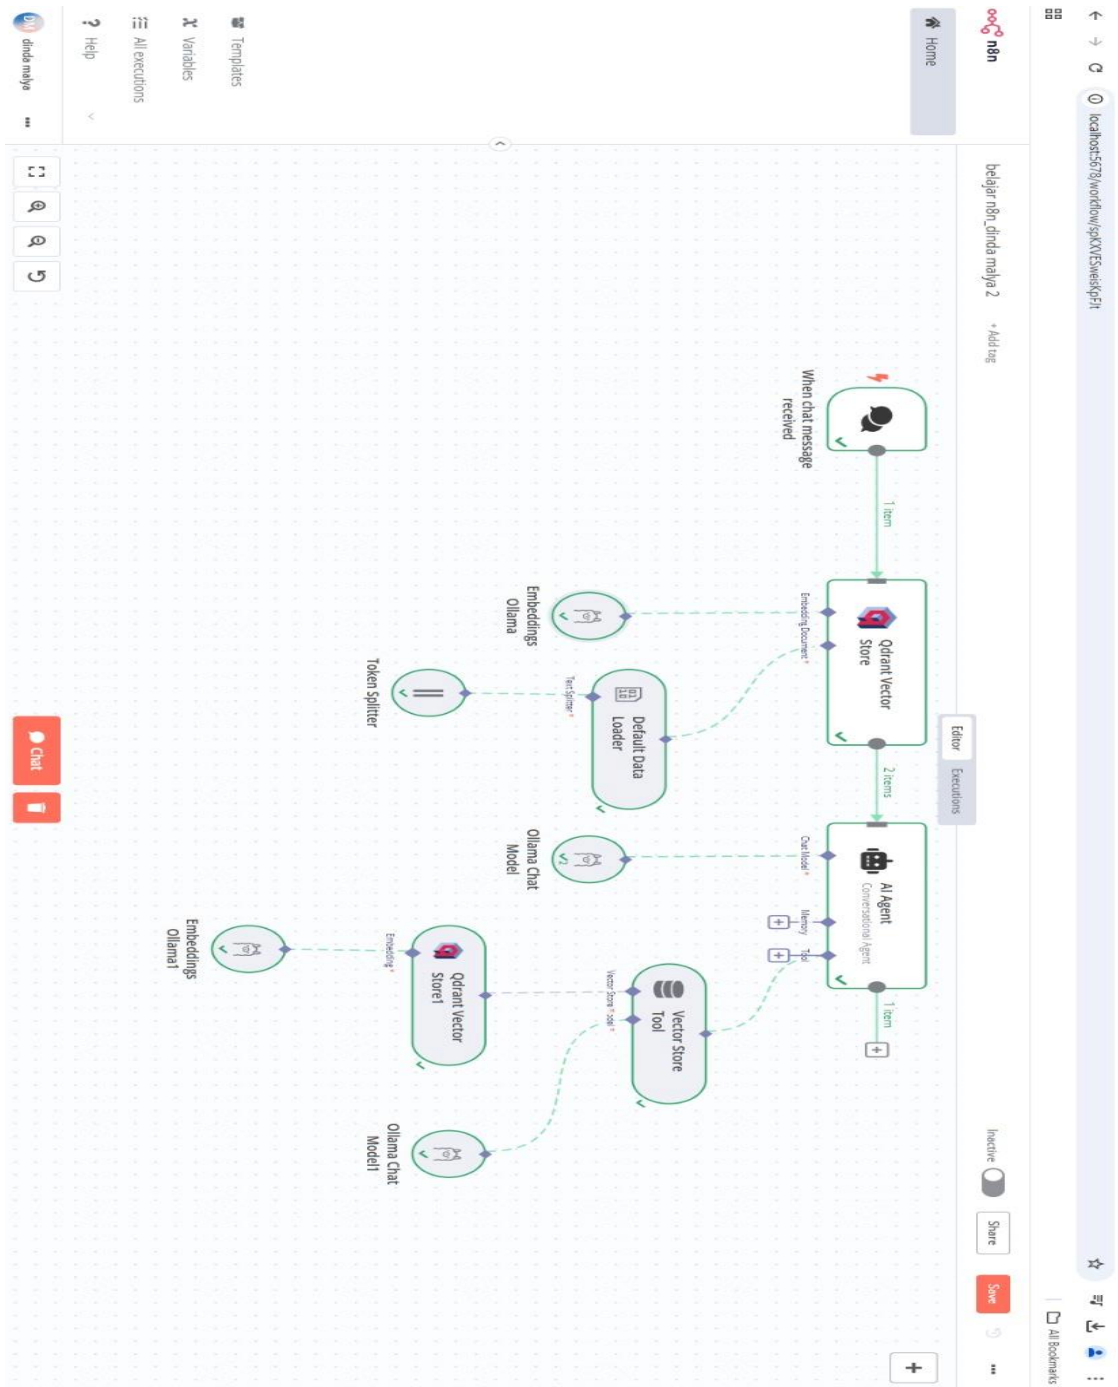 localhost:5678/workflow/spKXVESweisKpFJt
All Bookmarks
n8n
belajar n8n_dinda malya 2
+ Add tag
Inactive
Share
Save
Home
Editor
Executions
When chat message
received
1 item
Qdrant Vector
Store
Embedding
Document *
2 items
AI Agent
Conversational Agent
Chat Model *
Memory
Tool
1 item
Embeddings
Ollama
Default Data
Loader
Text Splitter *
Token Splitter
Ollama Chat
Model
2
Vector Store
Tool
Vector Store *
Qdrant Vector
Store1
Embedding *
Embeddings
Ollama1
Ollama Chat
Model1
Templates
Variables
All executions
Help
DM
dinda malya
Chat